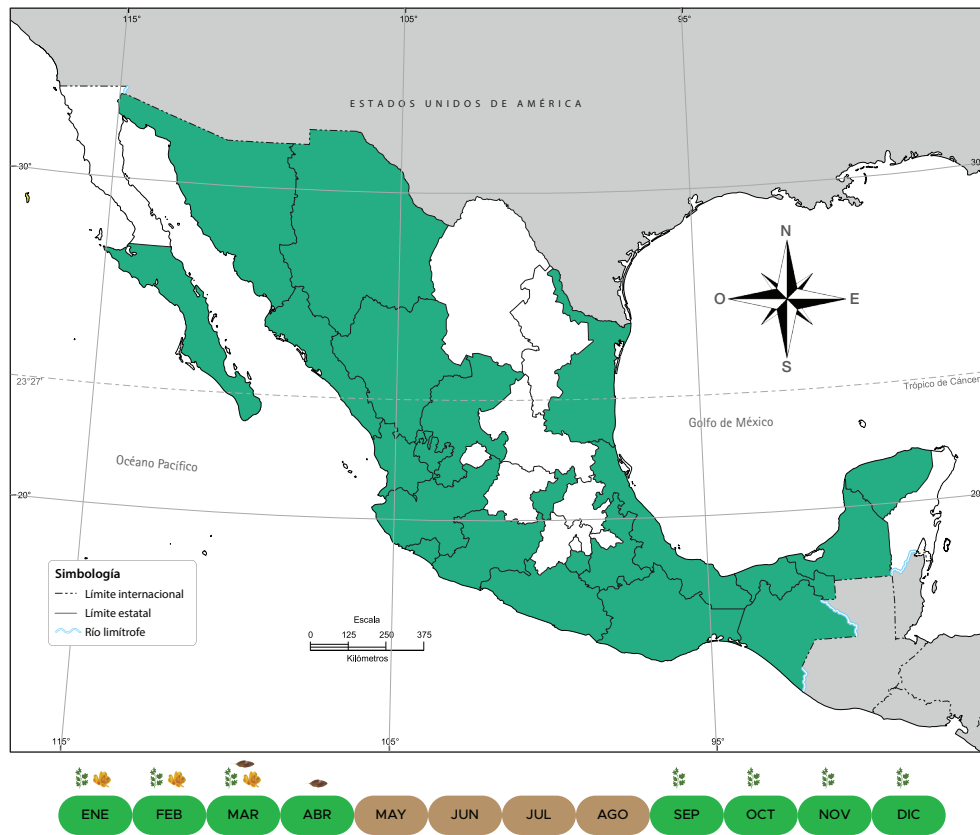 115°
105°
95°
ESTADOS UNIDOS DE AMÉRICA
30°
30
N
O
E
S
23°27'
Trópico de Cáncer
Golfo de México
Océano Pacífico
20°
20
Simbología
Límite internacional
Límite estatal
Río limítrofe
Escala
0 125 250 375
Kilómetros
115°
105°
95°
ENE FEB MAR ABR MAY JUN JUL AGO SEP OCT NOV DIC